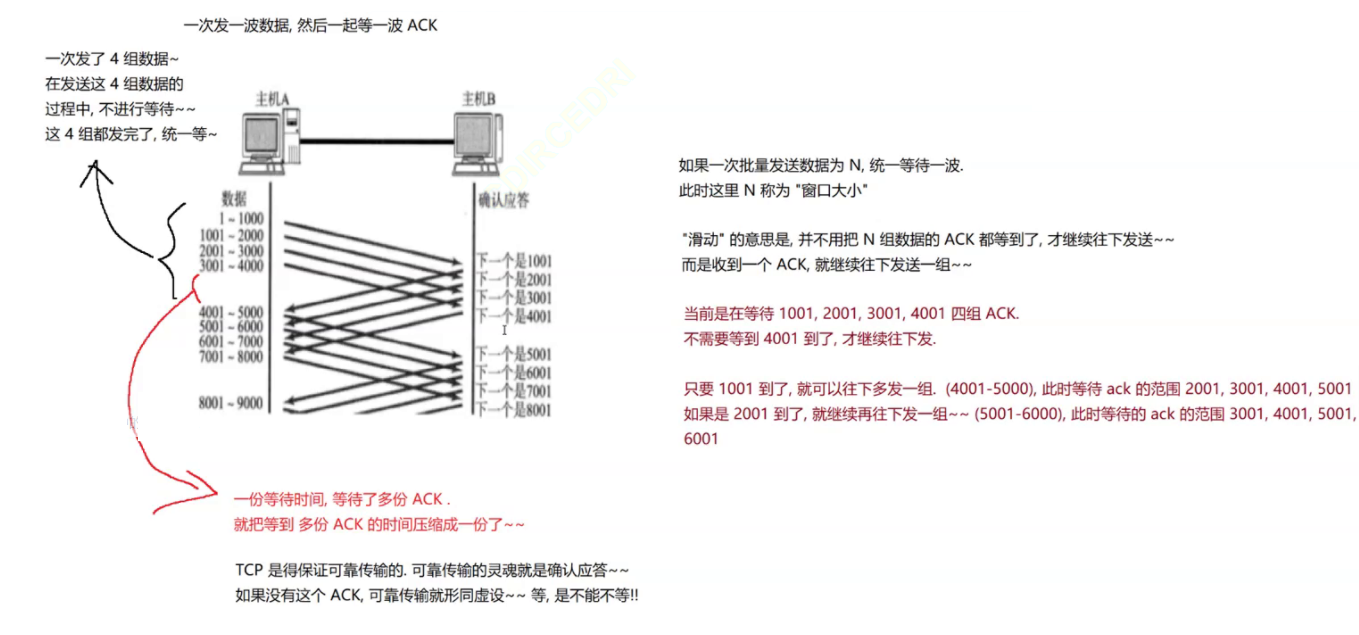 一次发一波数据, 然后一起等一波 ACK
一次发了 4 组数据~
在发送这 4 组数据的
过程中, 不进行等待~~
这 4 组都发完了, 统一等~
主机A
主机B
数据
确认应答
1 ~ 1000
1001 ~ 2000
2001 ~ 3000
3001 ~ 4000
下一个是1001
下一个是2001
下一个是3001
下一个是4001
4001 ~ 5000
5001 ~ 6000
6001 ~ 7000
7001 ~ 8000
下一个是5001
下一个是6001
下一个是7001
下一个是8001
8001 ~ 9000
一份等待时间, 等待了多份 ACK .
就把等到 多份 ACK 的时间压缩成一份了~~
TCP 是得保证可靠传输的. 可靠传输的灵魂就是确认应答~~
如果没有这个 ACK, 可靠传输就形同虚设~~ 等, 是不能不等!!
如果一次批量发送数据为 N, 统一等待一波.
此时这里 N 称为 "窗口大小"
"滑动" 的意思是, 并不用把 N 组数据的 ACK 都等到了, 才继续往下发送~~
而是收到一个 ACK, 就继续往下发送一组~~
当前是在等待 1001, 2001, 3001, 4001 四组 ACK.
不需要等到 4001 到了, 才继续往下发.
只要 1001 到了, 就可以往下多发一组. (4001-5000), 此时等待 ack 的范围 2001, 3001, 4001, 5001
如果是 2001 到了, 就继续再往下发一组~~ (5001-6000), 此时等待的 ack 的范围 3001, 4001, 5001,
6001